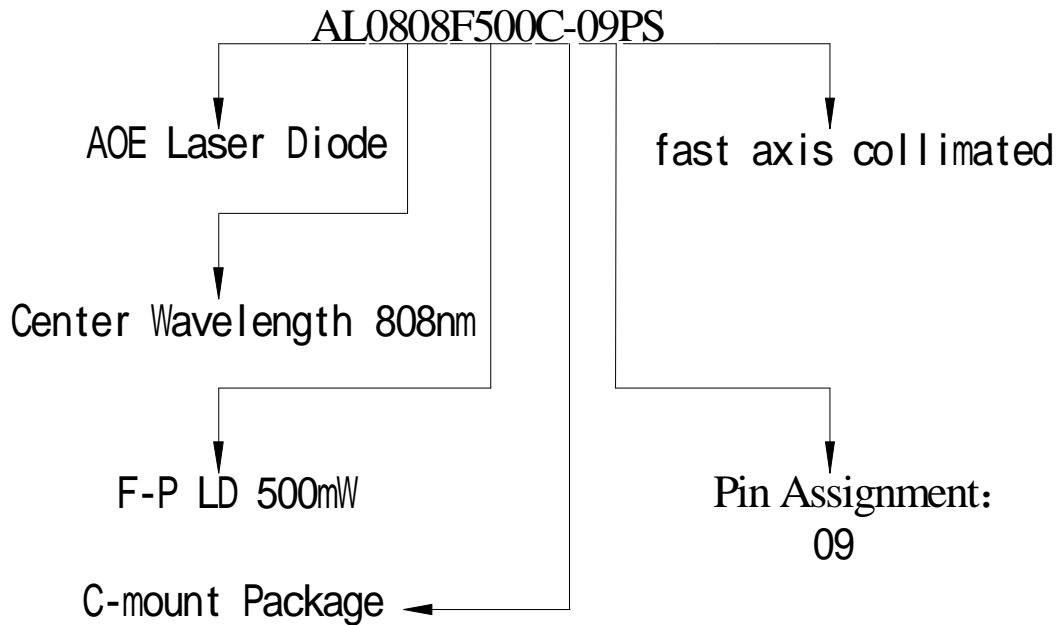 AL0808F500C-09PS
AOE Laser Diode
fast axis collimated
Center Wavelength 808nm
F-P LD 500mW
Pin Assignment：
09
C-mount Package